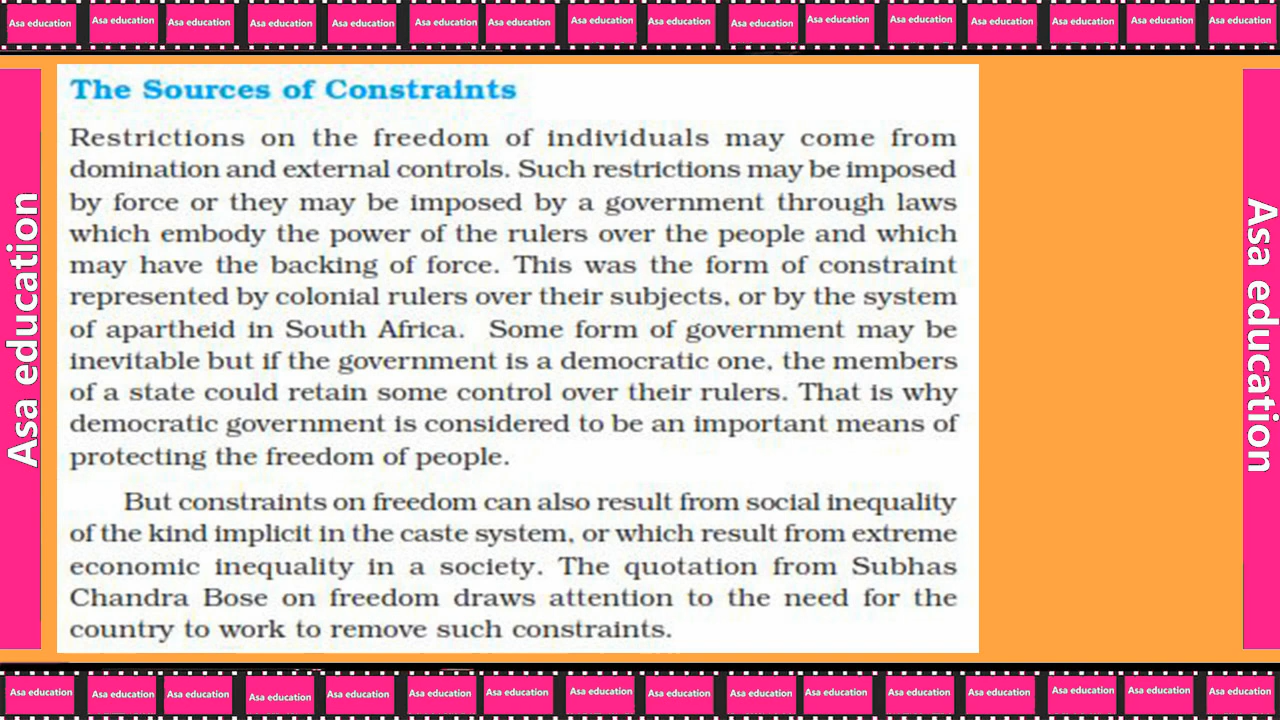 Asa education Asa education Asa education Asa education Asa education Asa education Asa education Asa education Asa education Asa education Asa education Asa education Asa education Asa education Asa education Asa education
Asa education
The Sources of Constraints
Restrictions on the freedom of individuals may come from
domination and external controls. Such restrictions may be imposed
by force or they may be imposed by a government through laws
which embody the power of the rulers over the people and which
may have the backing of force. This was the form of constraint
represented by colonial rulers over their subjects, or by the system
of apartheid in South Africa. Some form of government may be
inevitable but if the government is a democratic one, the members
of a state could retain some control over their rulers. That is why
democratic government is considered to be an important means of
protecting the freedom of people.
But constraints on freedom can also result from social inequality
of the kind implicit in the caste system, or which result from extreme
economic inequality in a society. The quotation from Subhas
Chandra Bose on freedom draws attention to the need for the
country to work to remove such constraints.
Asa education
Asa education Asa education Asa education Asa education Asa education Asa education Asa education Asa education Asa education Asa education Asa education Asa education Asa education Asa education Asa education Asa education